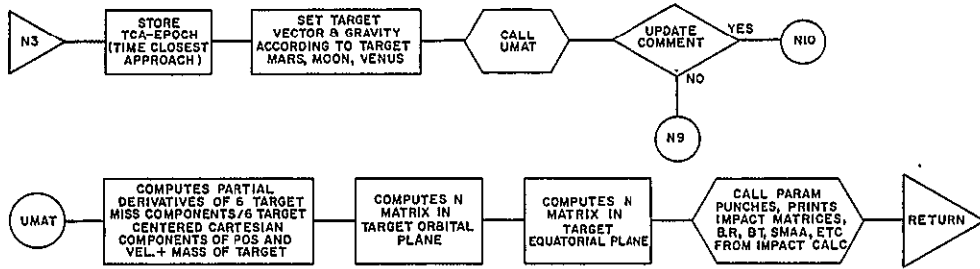 N3
STORE
TCA-EPOCH
(TIME CLOSEST
APPROACH)
SET TARGET
VECTOR & GRAVITY
ACCORDING TO TARGET
MARS, MOON, VENUS
CALL
UMAT
UPDATE
COMMENT
YES
N10
NO
N9
UMAT
COMPUTES PARTIAL
DERIVATIVES OF 6 TARGET
MISS COMPONENTS/6 TARGET
CENTERED CARTESIAN
COMPONENTS OF POS AND
VEL.+ MASS OF TARGET
COMPUTES N
MATRIX IN
TARGET ORBITAL
PLANE
COMPUTES N
MATRIX IN
TARGET
EQUATORIAL PLANE
CALL PARAM
PUNCHES, PRINTS
IMPACT MATRICES,
B.R, BT, SMAA, ETC
FROM IMPACT CALC
RETURN